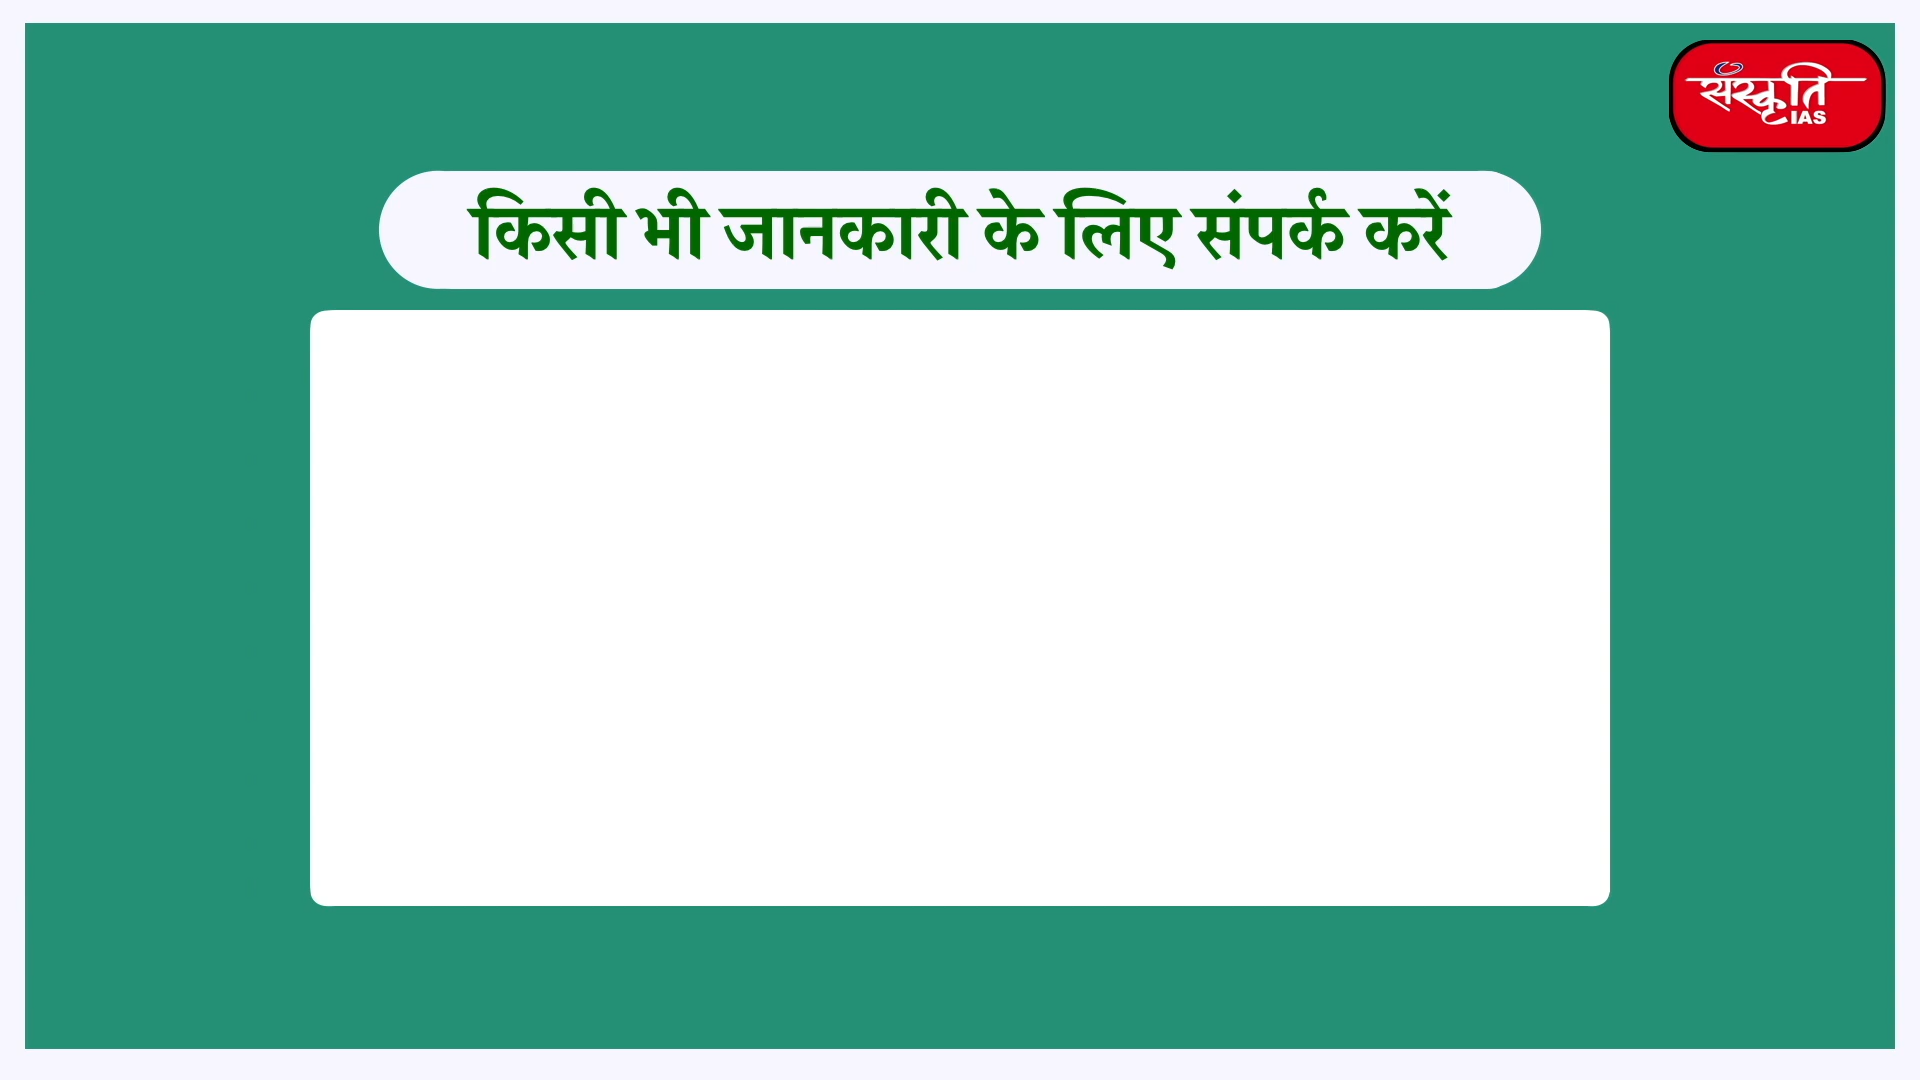 संस्कृति
IAS
किसी भी जानकारी के लिए संपर्क करें